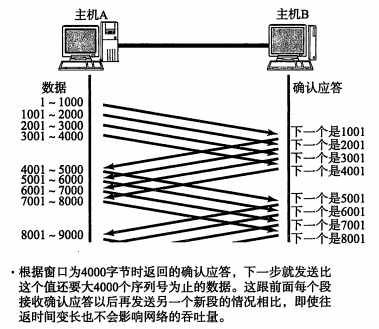 主机A
主机B
数据
确认应答
1～1000
1001～2000
2001～3000
3001～4000
下一个是1001
下一个是2001
下一个是3001
下一个是4001
4001～5000
5001～6000
6001～7000
7001～8000
下一个是5001
下一个是6001
下一个是7001
下一个是8001
8001～9000
·根据窗口为4000字节时返回的确认应答，下一步就发送比
这个值还要大4000个序列号为止的数据。这跟前面每个段
接收确认应答以后再发送另一个新段的情况相比，即使往
返时间变长也不会影响网络的吞吐量。